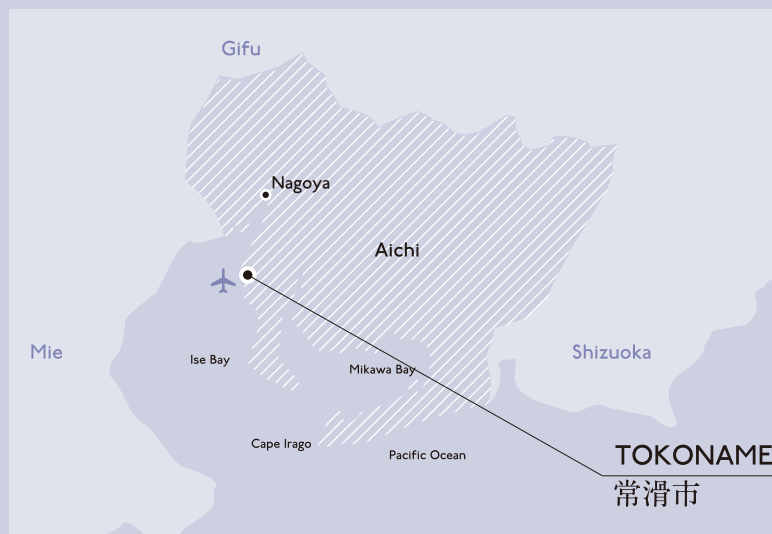 Gifu
Nagoya
Aichi
Mie
Ise Bay
Mikawa Bay
Shizuoka
Cape Irago
Pacific Ocean
TOKONAME
常滑市